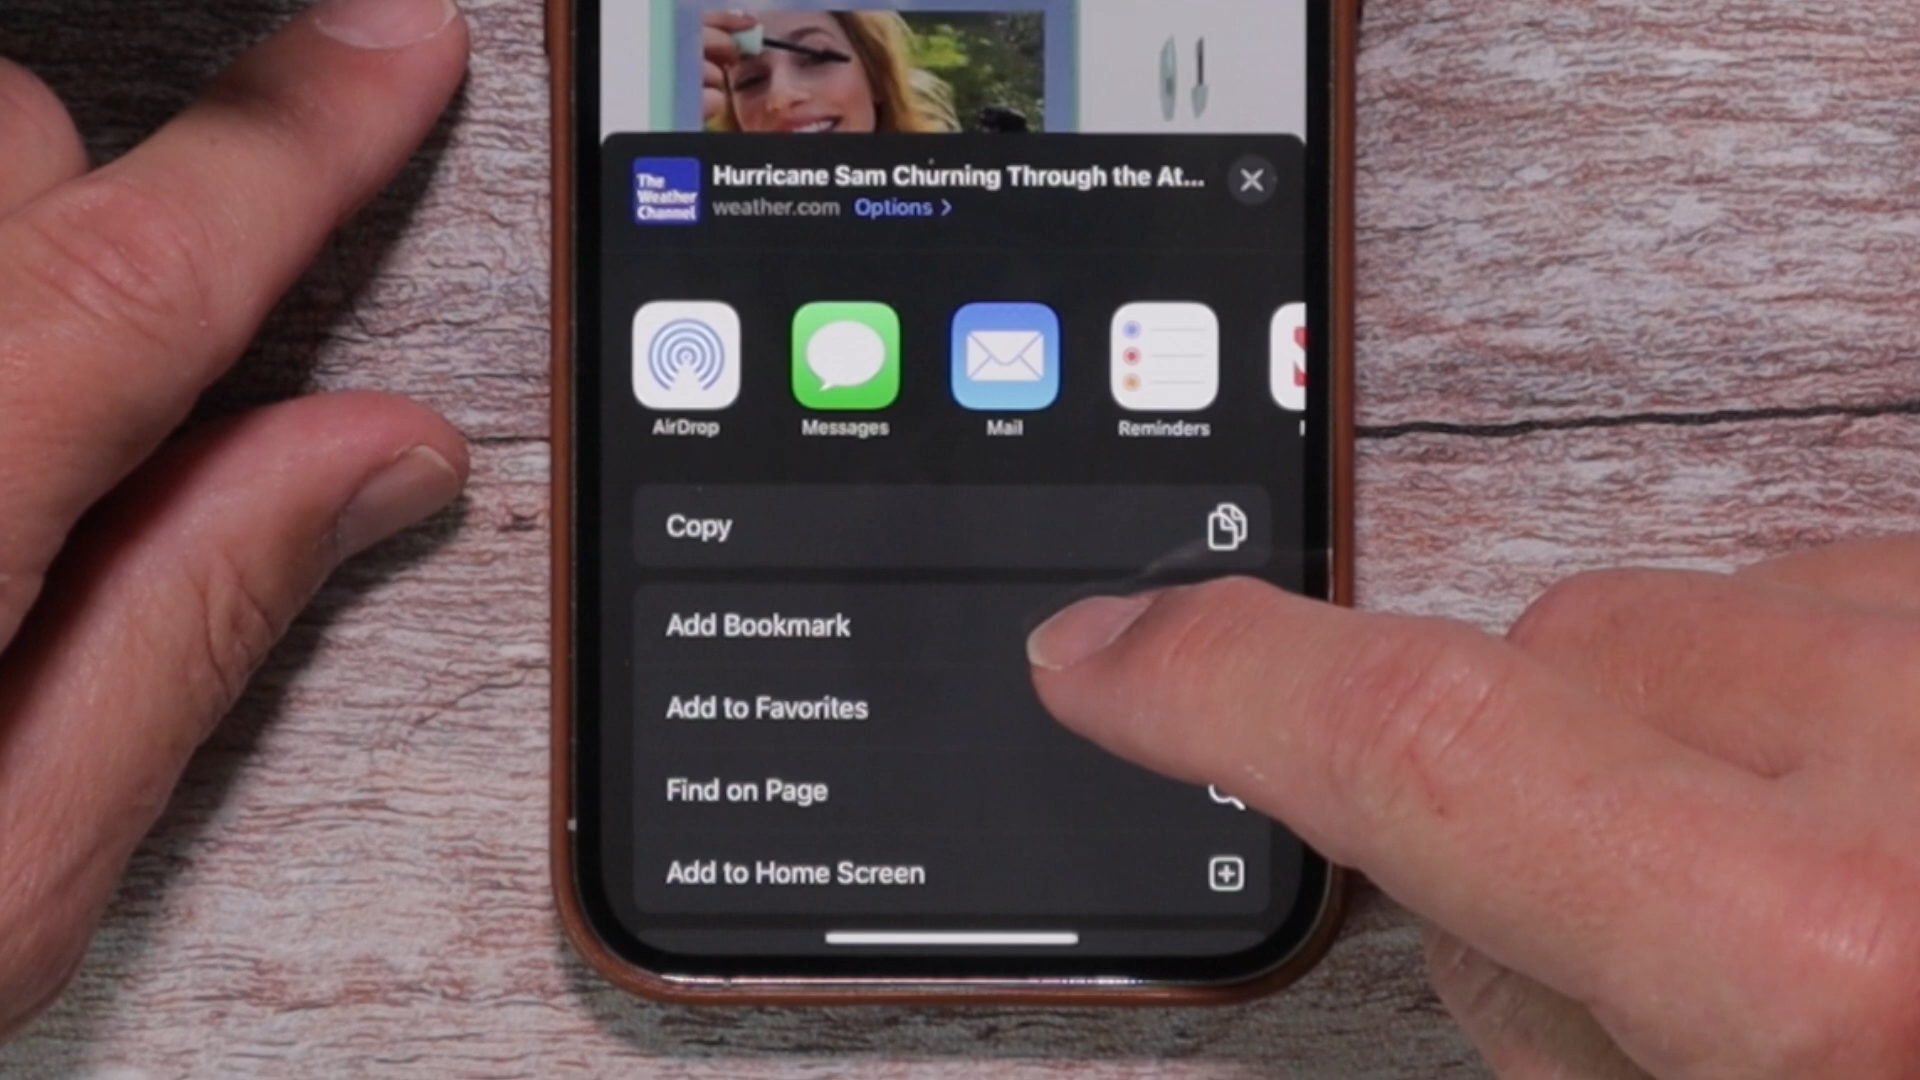 The
Weather
Channel
Hurricane Sam Churning Through the At...
weather.com Options >
AirDrop
Messages
Mail
Reminders
Copy
Add Bookmark
Add to Favorites
Find on Page
Add to Home Screen